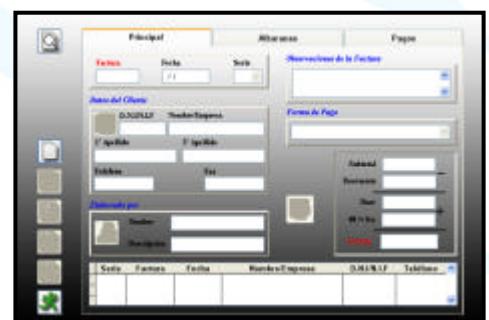 Principal Albaranes Pagos
Factura Fecha Serie
/ /
Observaciones de la Factura
Datos del Cliente
D.N.I/N.I.F Nombre/Empresa
Forma de Pago
1º Apellido 2º Apellido
Teléfono Fax
Subtotal
Descuento
Base
Elaborado por
Nombre
Descripción
Serie Factura Fecha Nombre/Empresa D.N.I/N.I.F Teléfono